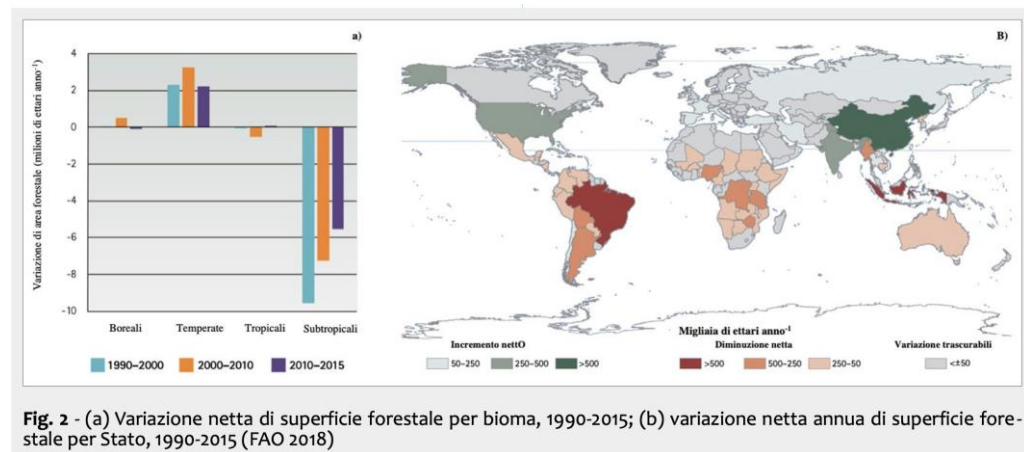 a)
Variazione di area forestale (milioni di ettari anno-1)
4
2
0
-2
-4
-6
-8
-10
Boreali Temperate Tropicali Subtropicali
1990–2000 2000–2010 2010–2015
B)
Migliaia di ettari anno-1
Incremento nettO Diminuzione netta Variazione trascurabili
50-250 250-500 >500 >500 500-250 250-50 <±50
Fig. 2 - (a) Variazione netta di superficie forestale per bioma, 1990-2015; (b) variazione netta annua di superficie fore-
stale per Stato, 1990-2015 (FAO 2018)